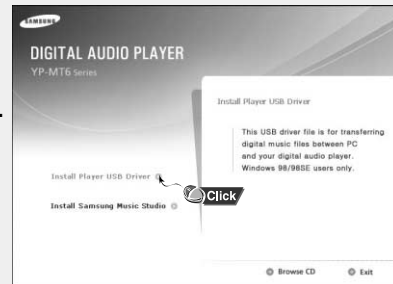 SAMSUNG
DIGITAL AUDIO PLAYER
YP-MT6 Series
Install Player USB Driver
This USB driver file is for transferring
digital music files between PC
and your digital audio player.
Windows 98/98SE users only.
Install Player USB Driver
Click
Install Samsung Music Studio
Browse CD
Exit